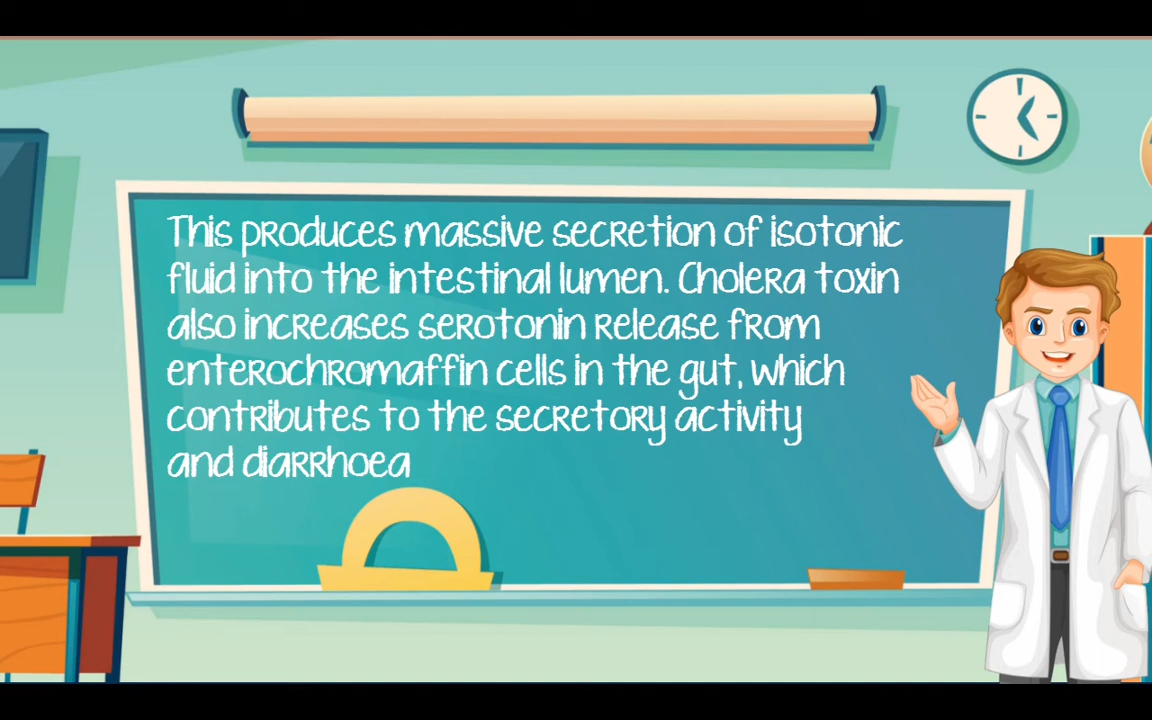 This produces massive secretion of isotonic
fluid into the intestinal lumen. Cholera toxin
also increases serotonin release from
enterochromaffin cells in the gut, which
contributes to the secretory activity
and diarrhoea